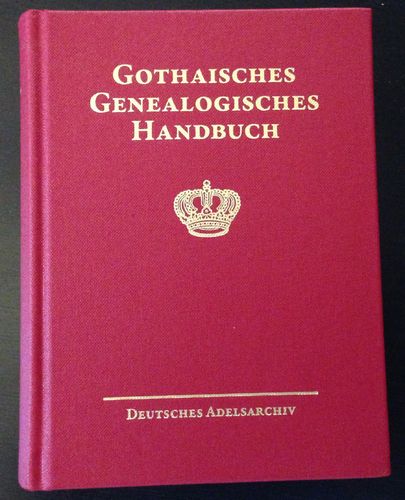 GOTHAISCHES
GENEALOGISCHES
HANDBUCH
DEUTSCHES ADELSARCHIV